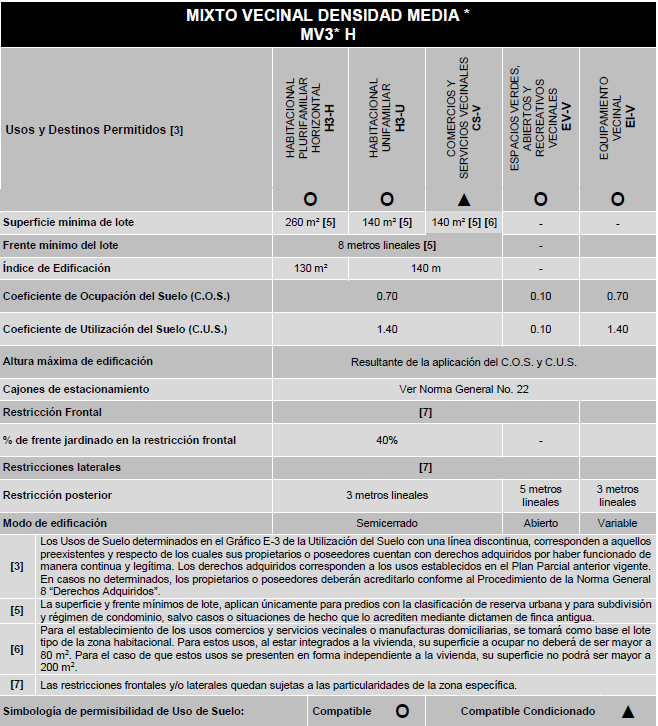 MIXTO VECINAL DENSIDAD MEDIA *
MV3* H
Usos y Destinos Permitidos [3]
HABITACIONAL
PLURIFAMILIAR
HORIZONTAL
H3-H
HABITACIONAL
UNIFAMILIAR
H3-U
COMERCIOS Y
SERVICIOS VECINALES
CS-V
ESPACIOS VERDES,
ABIERTOS Y
RECREATIVOS
VECINALES
EV-V
EQUIPAMIENTO
VECINAL
EI-V
O O ▲ O O
Superficie mínima de lote 260 m² [5] 140 m² [5] 140 m² [5] [6] - -
Frente mínimo del lote 8 metros lineales [5] -
Índice de Edificación 130 m² 140 m -
Coeficiente de Ocupación del Suelo (C.O.S.) 0.70 0.10 0.70
Coeficiente de Utilización del Suelo (C.U.S.) 1.40 0.10 1.40
Altura máxima de edificación Resultante de la aplicación del C.O.S. y C.U.S.
Cajones de estacionamiento Ver Norma General No. 22
Restricción Frontal [7]
% de frente jardinado en la restricción frontal 40% -
Restricciones laterales [7]
Restricción posterior 3 metros lineales 5 metros lineales 3 metros lineales
Modo de edificación Semicerrado Abierto Variable
[3] Los Usos de Suelo determinados en el Gráfico E-3 de la Utilización del Suelo con una línea discontinua, corresponden a aquellos
preexistentes y respecto de los cuales sus propietarios o poseedores cuentan con derechos adquiridos por haber funcionado de
manera continua y legítima. Los derechos adquiridos corresponden a los usos establecidos en el Plan Parcial anterior vigente.
En casos no determinados, los propietarios o poseedores deberán acreditarlo conforme al Procedimiento de la Norma General
8 “Derechos Adquiridos”.
[5] La superficie y frente mínimos de lote, aplican únicamente para predios con la clasificación de reserva urbana y para subdivisión
y régimen de condominio, salvo casos o situaciones de hecho que lo acrediten mediante dictamen de finca antigua.
[6] Para el establecimiento de los usos comercios y servicios vecinales o manufacturas domiciliarias, se tomará como base el lote
tipo de la zona habitacional. Para estos usos, al estar integrados a la vivienda, su superficie a ocupar no deberá de ser mayor a
80 m². Para el caso de que estos usos se presenten en forma independiente a la vivienda, su superficie no podrá ser mayor a
200 m².
[7] Las restricciones frontales y/o laterales quedan sujetas a las particularidades de la zona específica.
Simbología de permisibilidad de Uso de Suelo: Compatible O Compatible Condicionado ▲